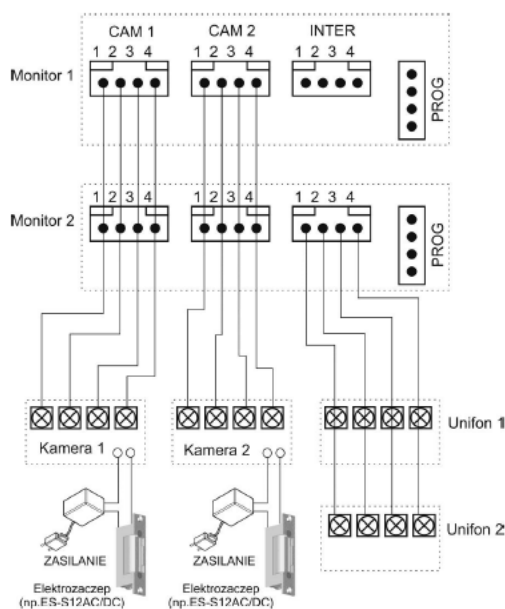 CAM 1 CAM 2 INTER
1 2 3 4 1 2 3 4 1 2 3 4
Monitor 1
PROG
1 2 3 4 1 2 3 4 1 2 3 4
Monitor 2
PROG
Kamera 1 Kamera 2 Unifon 1
Unifon 2
ZASILANIE ZASILANIE
Elektrozaczep Elektrozaczep
(np.ES-S12AC/DC) (np.ES-S12AC/DC)